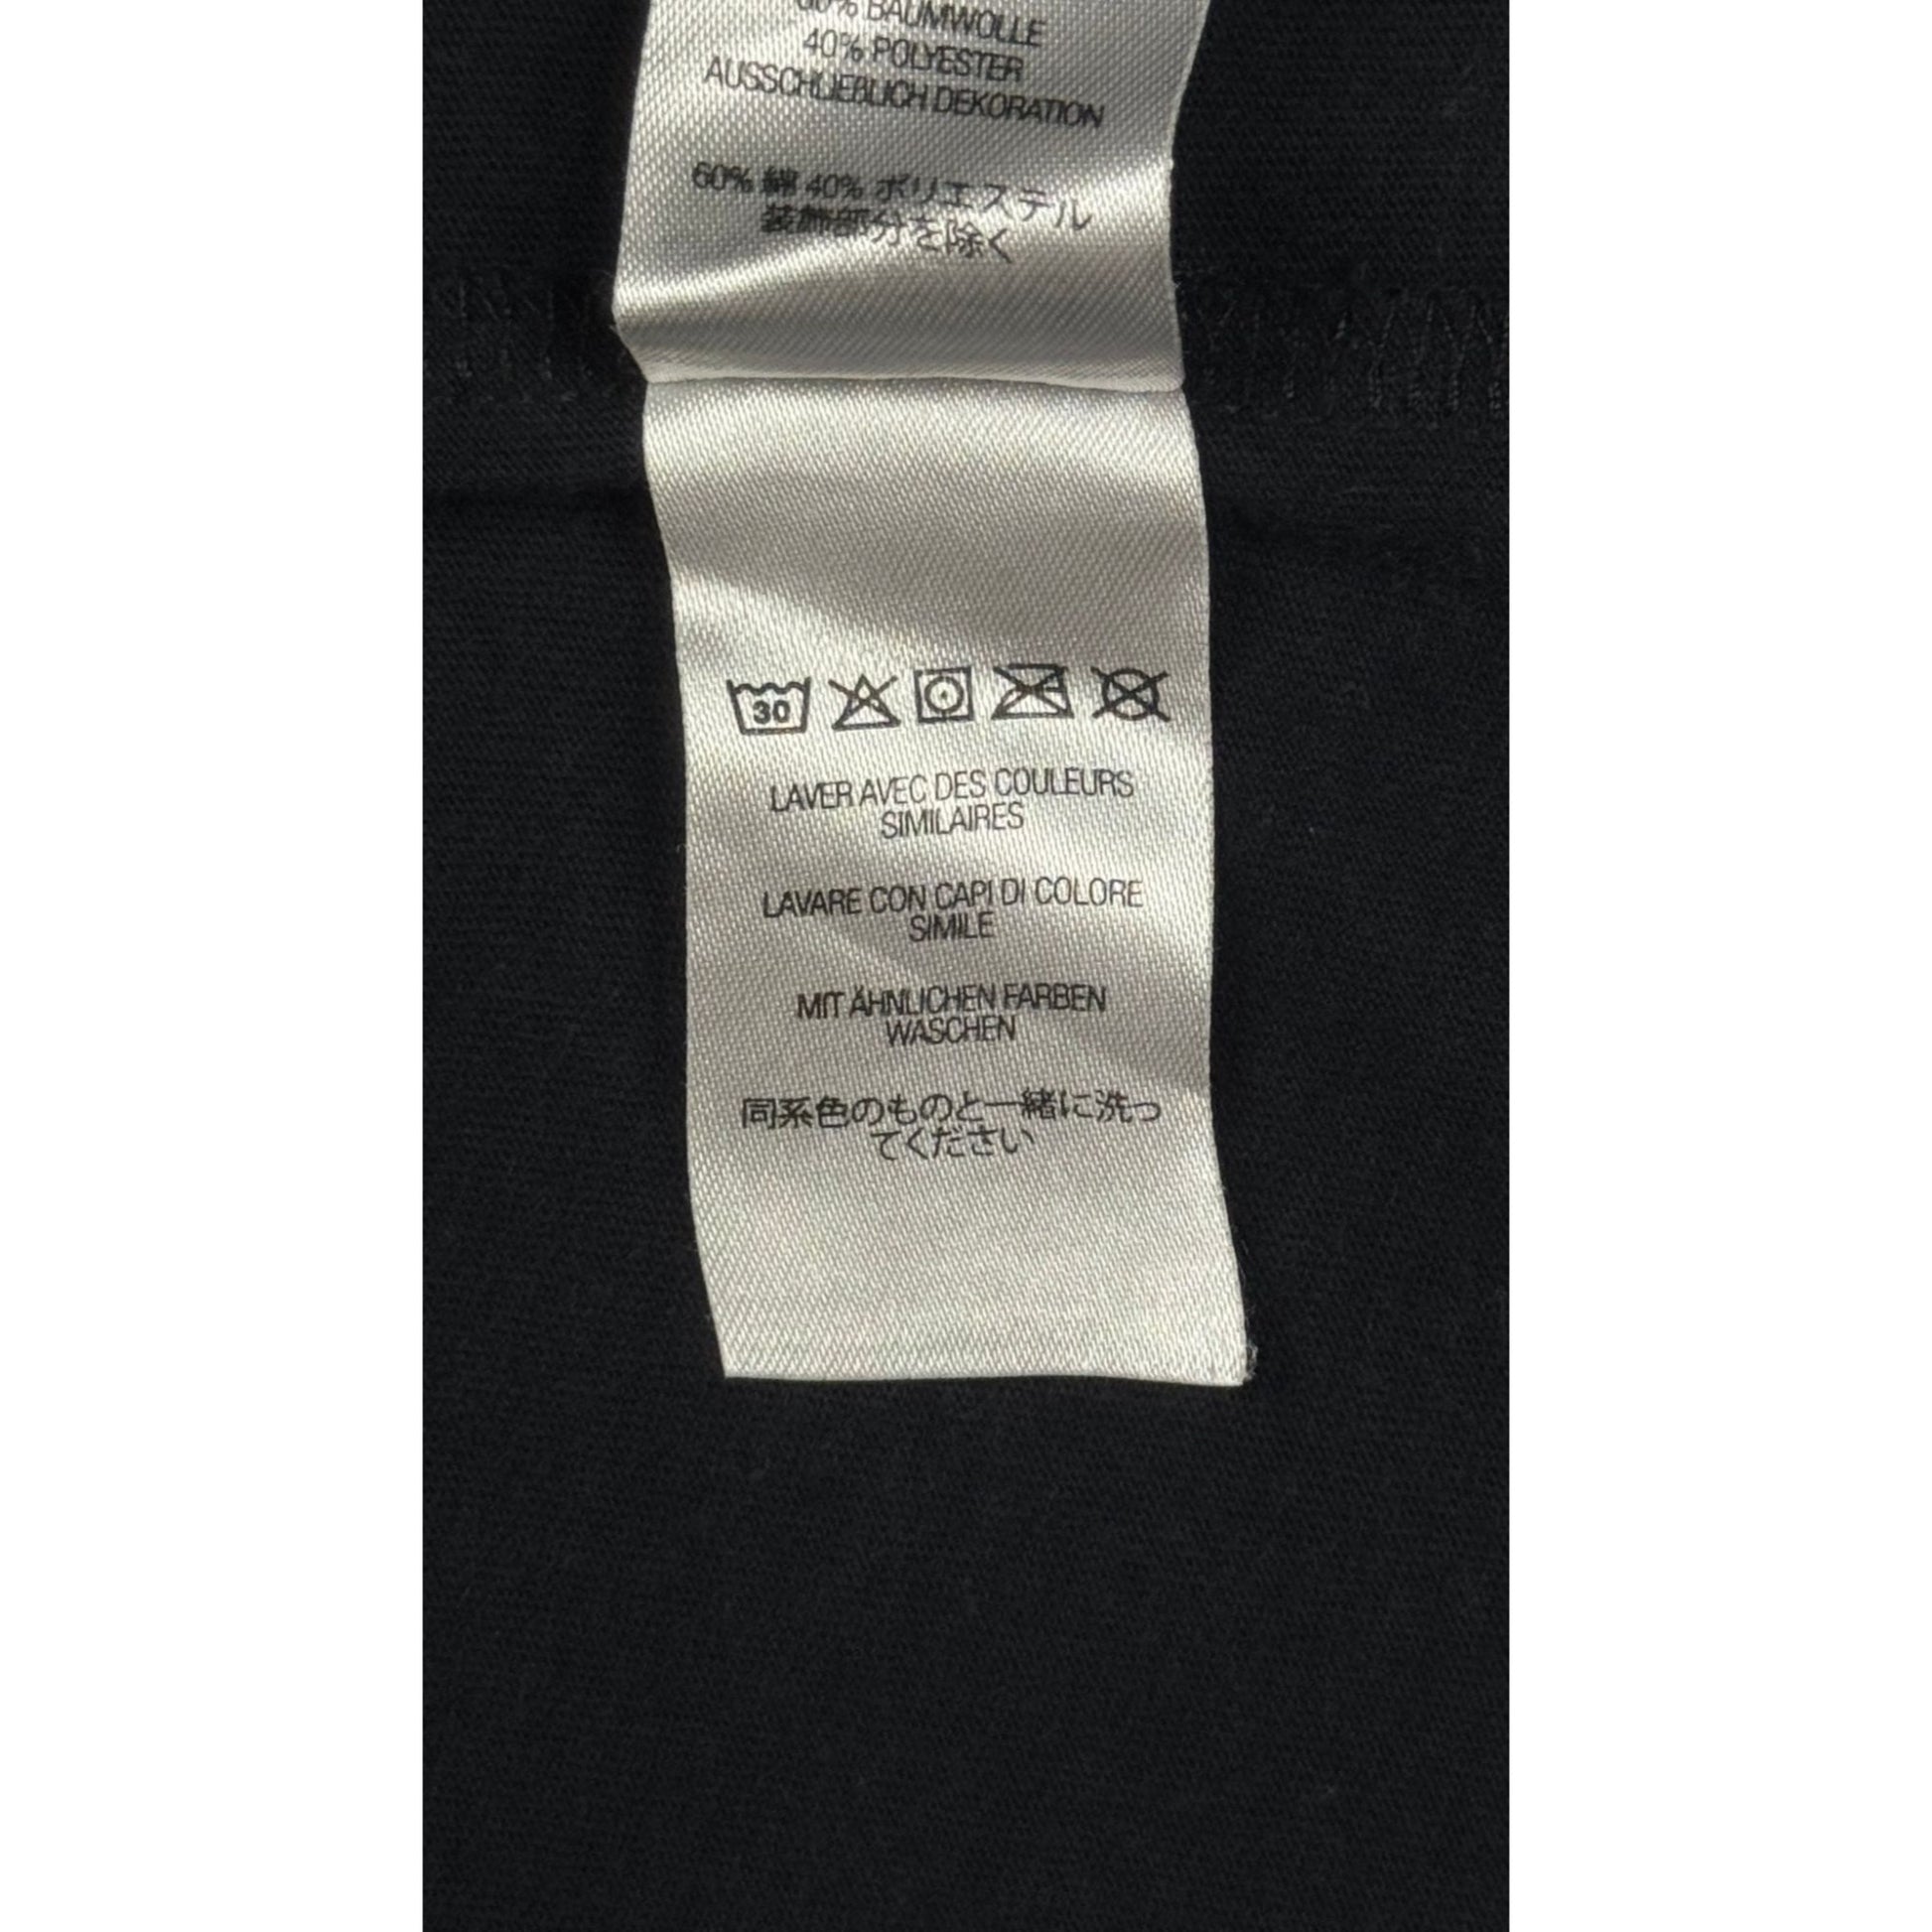 60% BAUMWOLLE
40% POLYESTER
AUSSCHLIEßLICH DEKORATION
60% 綿 40% ポリエステル
装飾部分を除く
30
LAVER AVEC DES COULEURS
SIMILAIRES
LAVARE CON CAPI DI COLORE
SIMILE
MIT ÄHNLICHEN FARBEN
WASCHEN
同系色のものと一緒に洗っ
てください